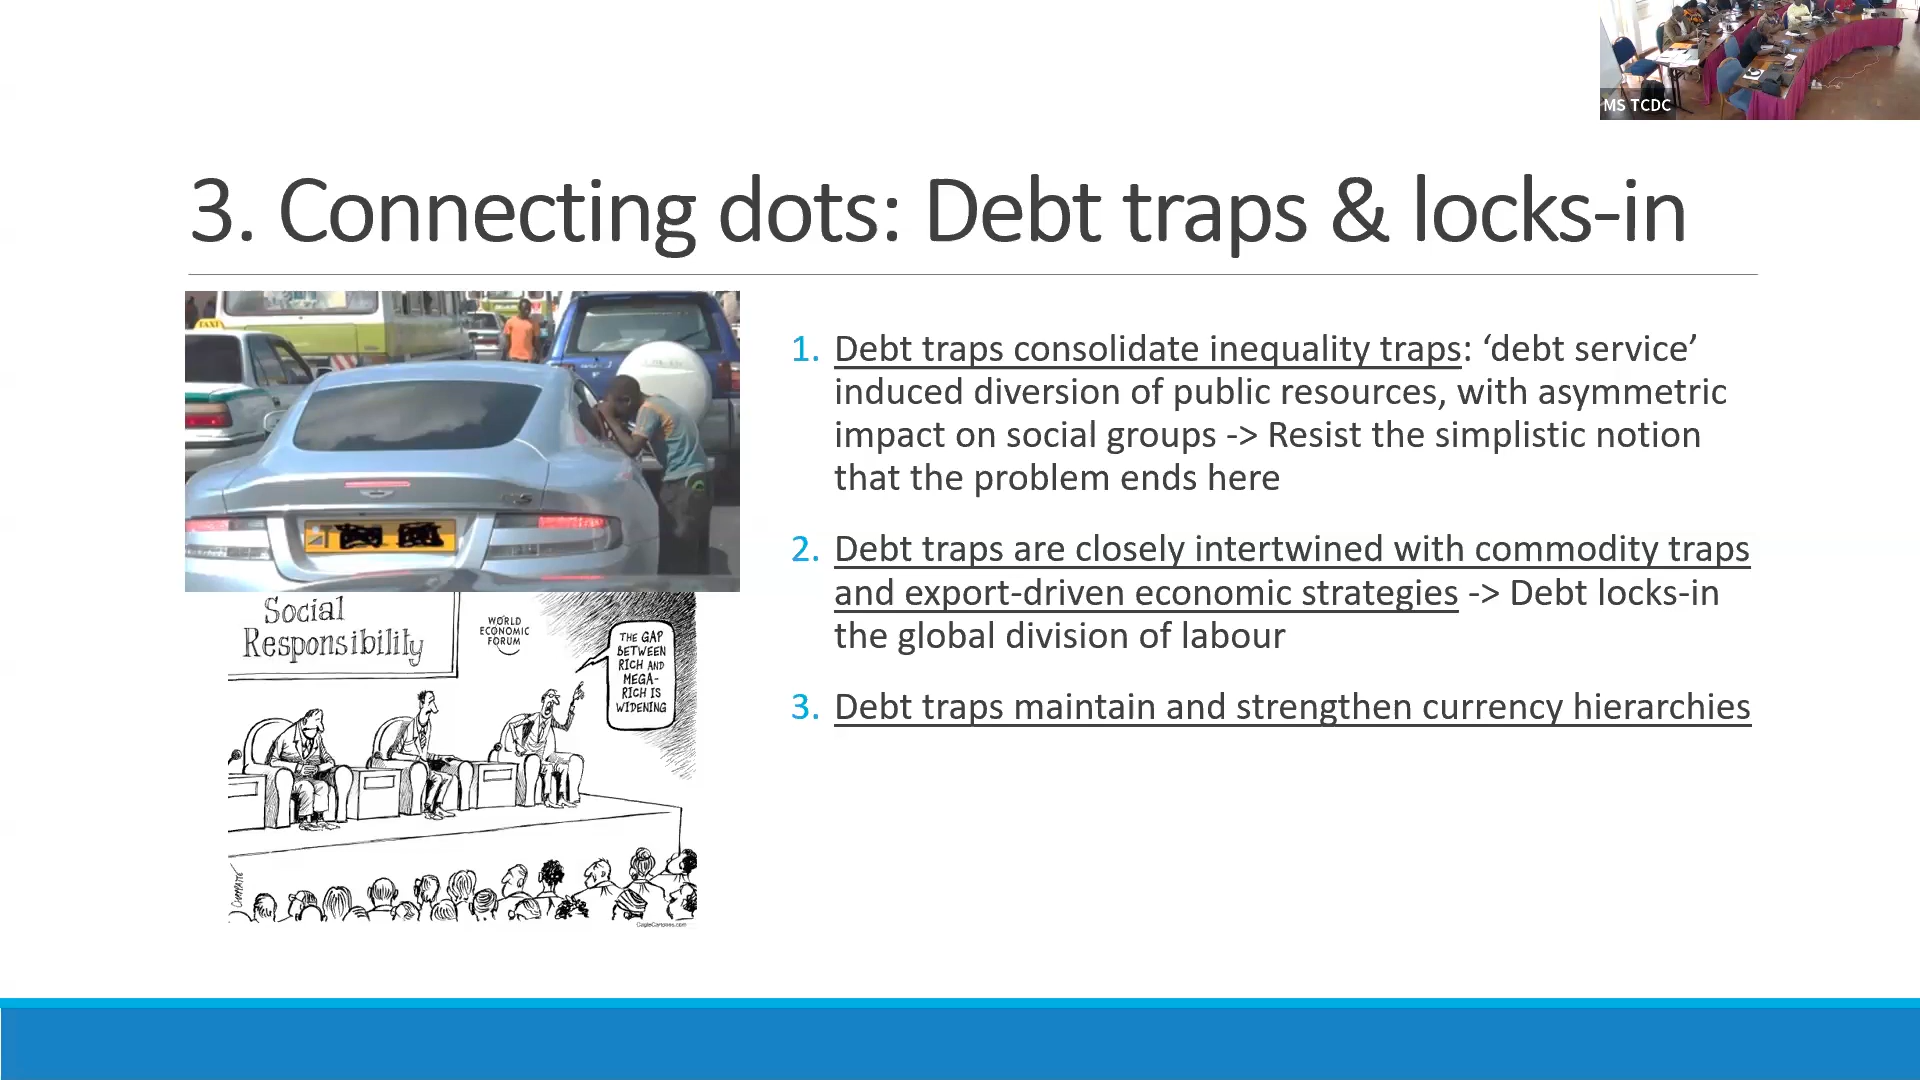 MS TCDC
3. Connecting dots: Debt traps & locks-in
TAXI
Social
Responsibility
WORLD
ECONOMIC
FORUM
THE GAP
BETWEEN
RICH AND
MEGA-
RICH IS
WIDENING
CHAPPATTE
CagleCartoons.com
1. Debt traps consolidate inequality traps: ‘debt service’
induced diversion of public resources, with asymmetric
impact on social groups -> Resist the simplistic notion
that the problem ends here
2. Debt traps are closely intertwined with commodity traps
and export-driven economic strategies -> Debt locks-in
the global division of labour
3. Debt traps maintain and strengthen currency hierarchies